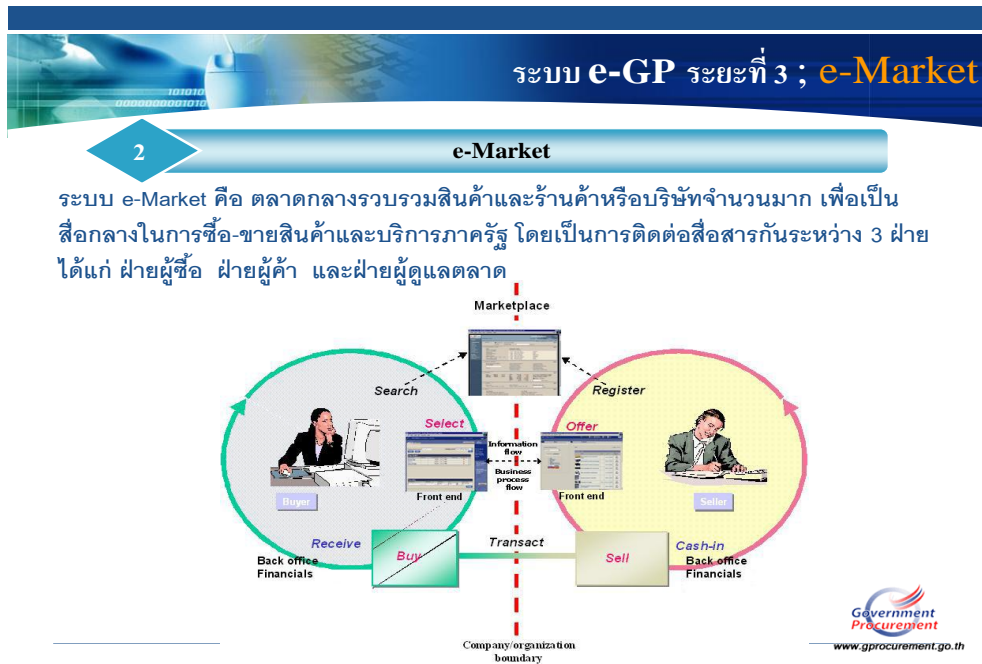 101010
0000000001010
ระบบ e-GP ระยะที่ 3 ; e-Market
2
e-Market
ระบบ e-Market คือ ตลาดกลางรวบรวมสินค้าและร้านค้าหรือบริษัทจำนวนมาก เพื่อเป็น
สื่อกลางในการซื้อ-ขายสินค้าและบริการภาครัฐ โดยเป็นการติดต่อสื่อสารกันระหว่าง 3 ฝ่าย
ได้แก่ ฝ่ายผู้ซื้อ ฝ่ายผู้ค้า และฝ่ายผู้ดูแลตลาด
Marketplace
Search
Register
Select
Offer
Information
flow
Business
process
flow
Front end
Front end
Buyer
Seller
Receive
Buy
Transact
Sell
Cash-in
Back office
Financials
Back office
Financials
Company/organization
boundary
Government
Procurement
www.gprocurement.go.th